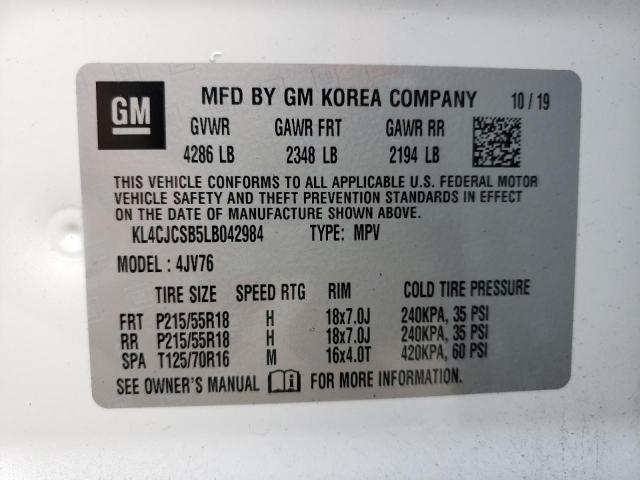 GM MFD BY GM KOREA COMPANY 10 / 19
GVWR GAWR FRT GAWR RR
4286 LB 2348 LB 2194 LB
THIS VEHICLE CONFORMS TO ALL APPLICABLE U.S. FEDERAL MOTOR
VEHICLE SAFETY AND THEFT PREVENTION STANDARDS IN EFFECT
ON THE DATE OF MANUFACTURE SHOWN ABOVE.
KL4CJCSB5LB042984 TYPE: MPV
MODEL: 4JV76
TIRE SIZE SPEED RTG RIM COLD TIRE PRESSURE
FRT P215/55R18 H 18x7.0J 240KPA, 35 PSI
RR P215/55R18 H 18x7.0J 240KPA, 35 PSI
SPA T125/70R16 M 16x4.0T 420KPA, 60 PSI
SEE OWNER'S MANUAL FOR MORE INFORMATION.